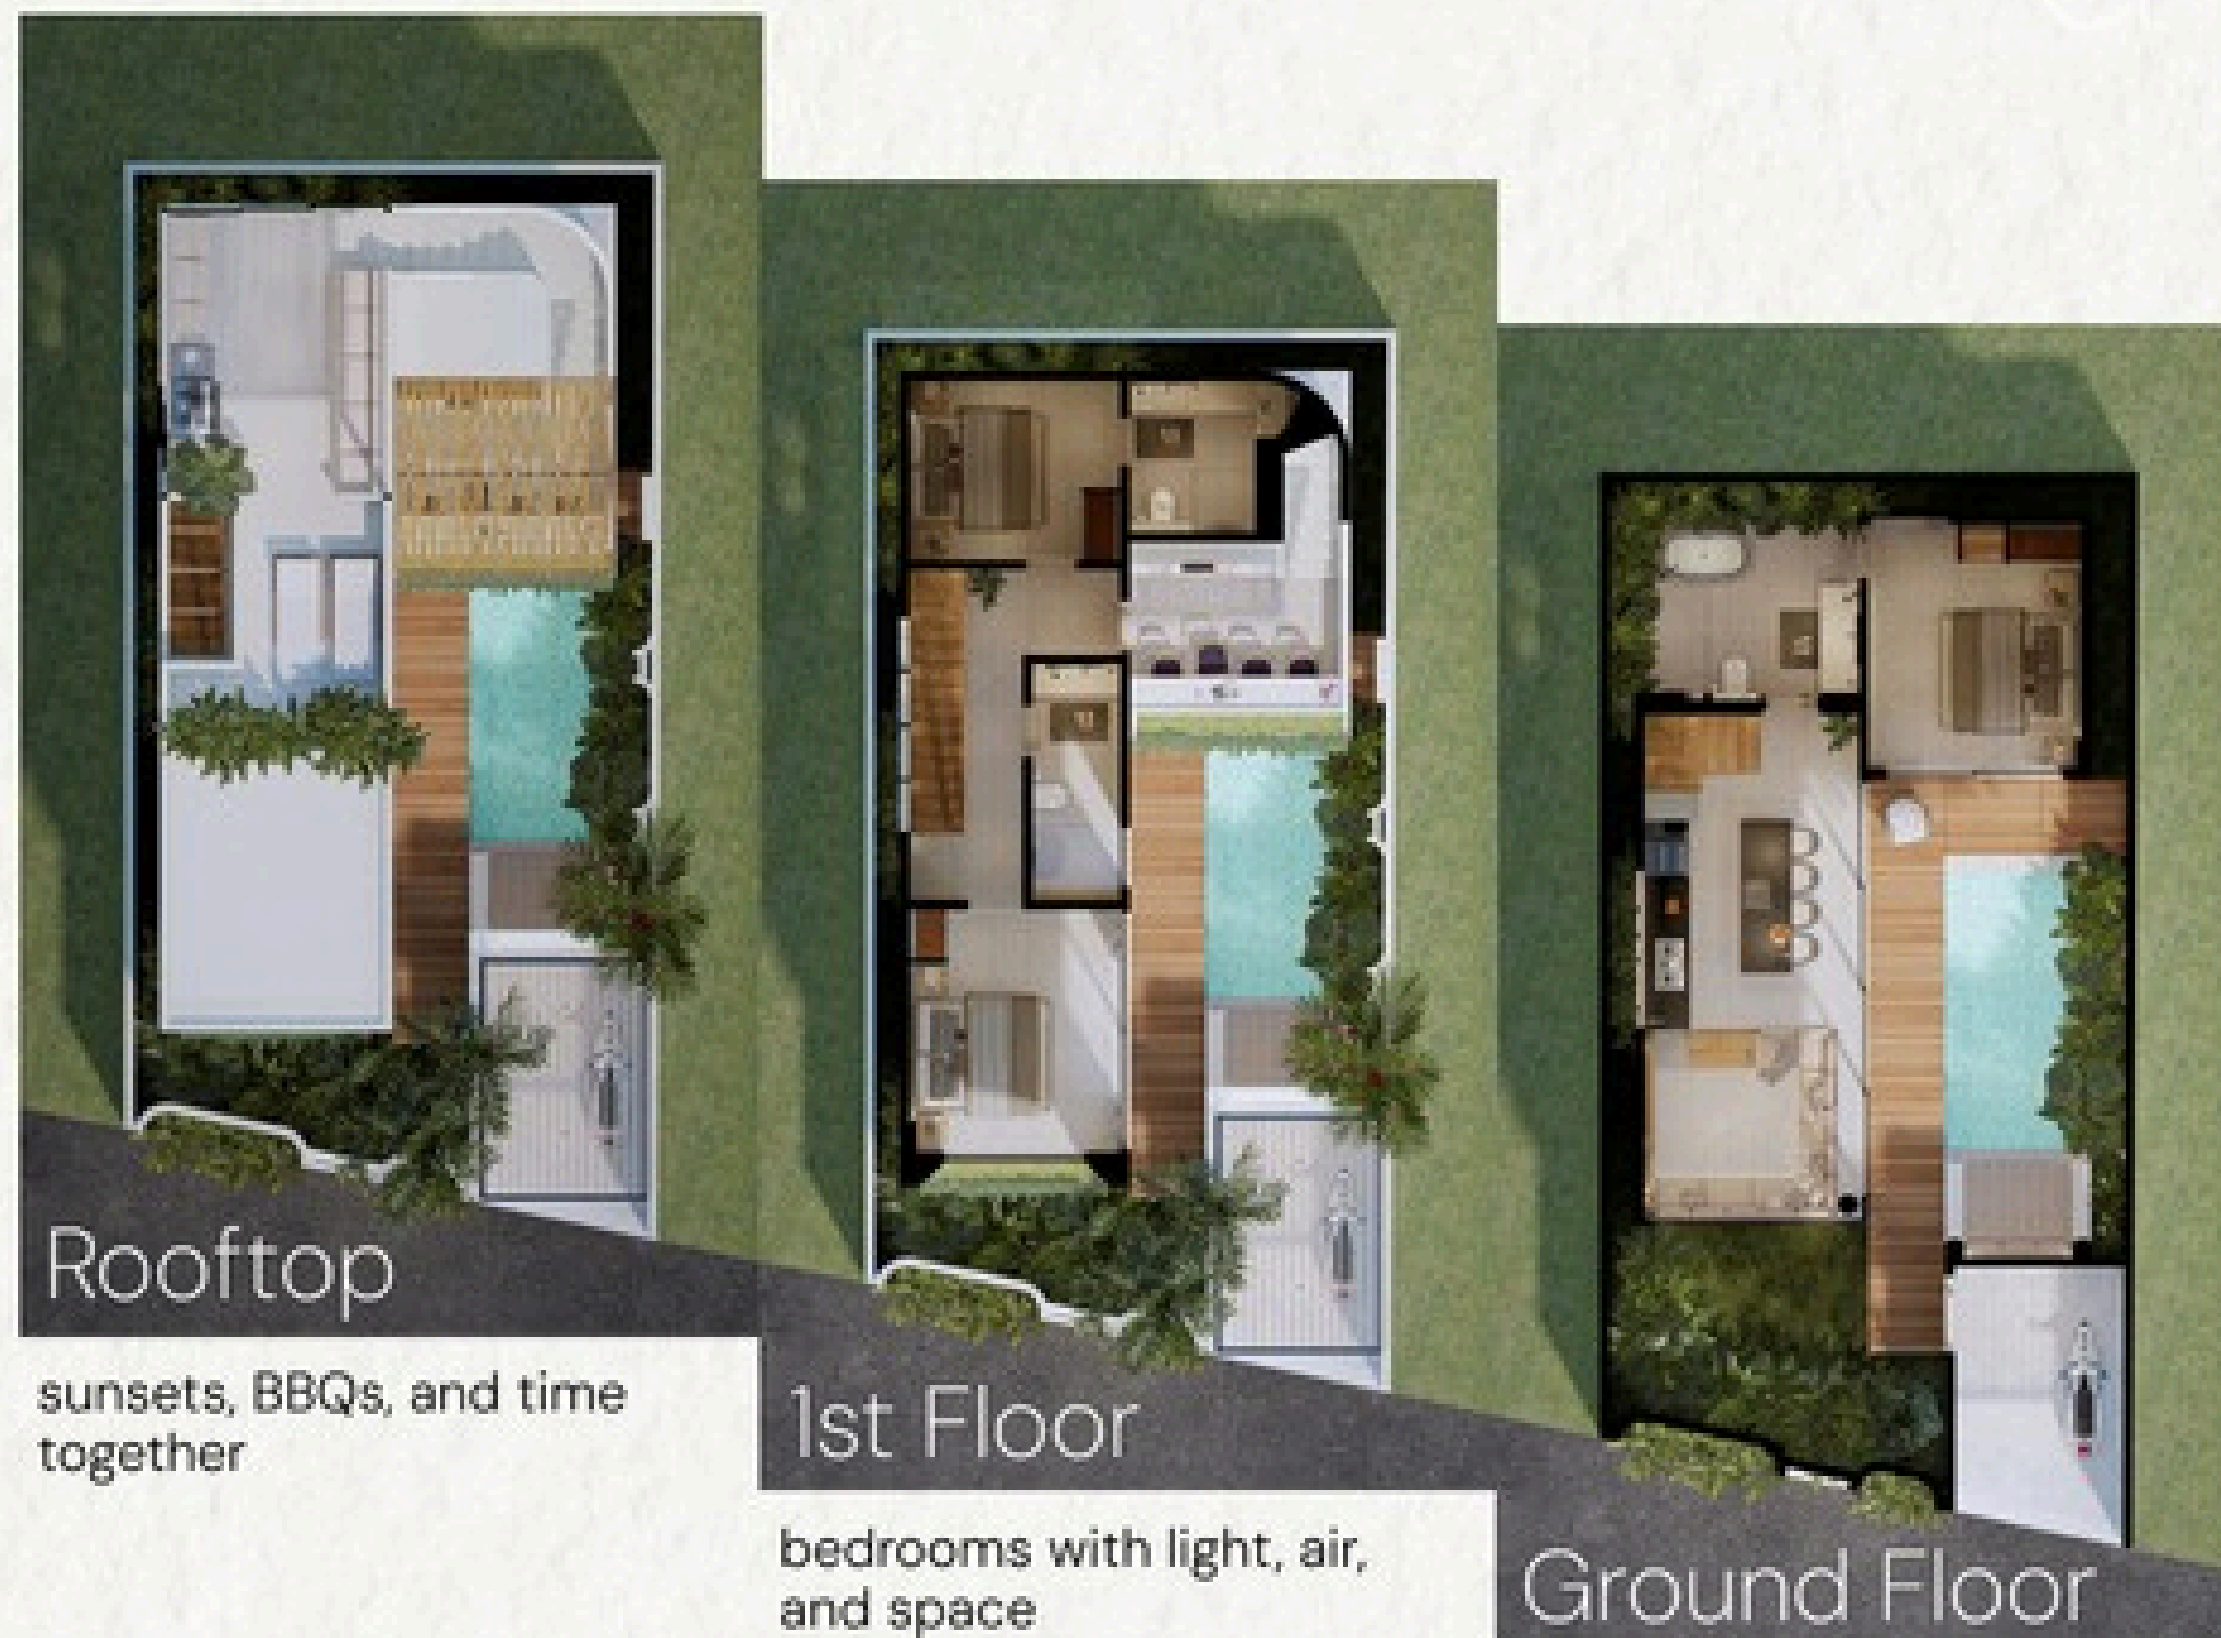 Rooftop
sunsets, BBQs, and time
together
1st Floor
bedrooms with light, air,
and space
Ground Floor